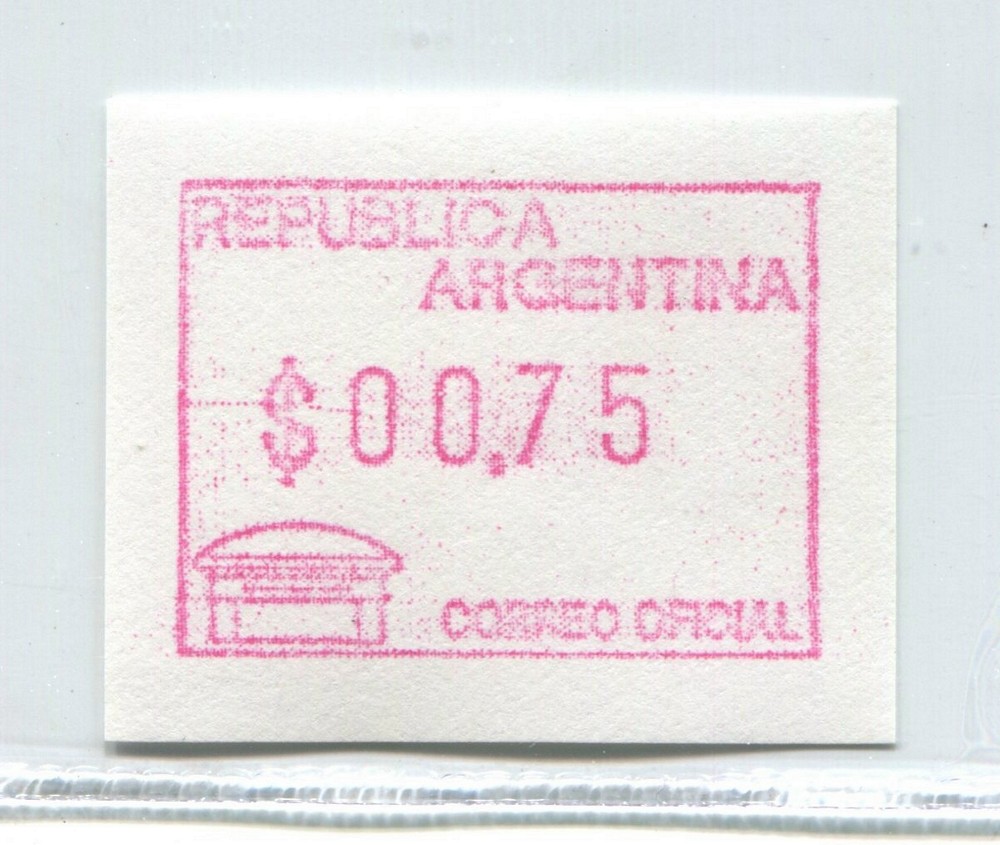 REPUBLICA
ARGENTINA
$00.75
CORREO OFICIAL